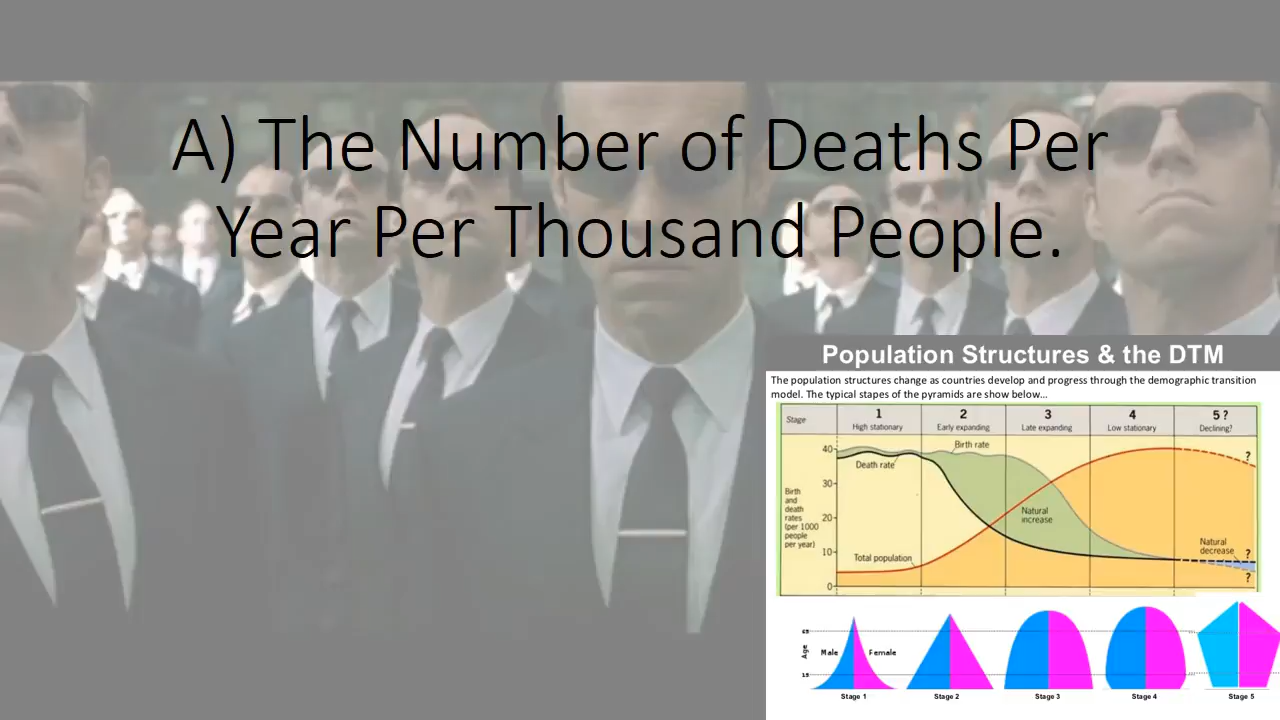 A) The Number of Deaths Per
Year Per Thousand People.
Population Structures & the DTM
The population structures change as countries develop and progress through the demographic transition
model. The typical stapes of the pyramids are show below...
Stage
1
High stationary
2
Early expanding
3
Late expanding
4
Low stationary
5 ?
Declining?
Birth
and
death
rates
(per 1000
people
per year)
40
30
20
10
0
Birth rate
Death rate
Natural
increase
Total population
Natural
decrease
?
?
?
Age
65
15
Male
Female
Stage 1
Stage 2
Stage 3
Stage 4
Stage 5